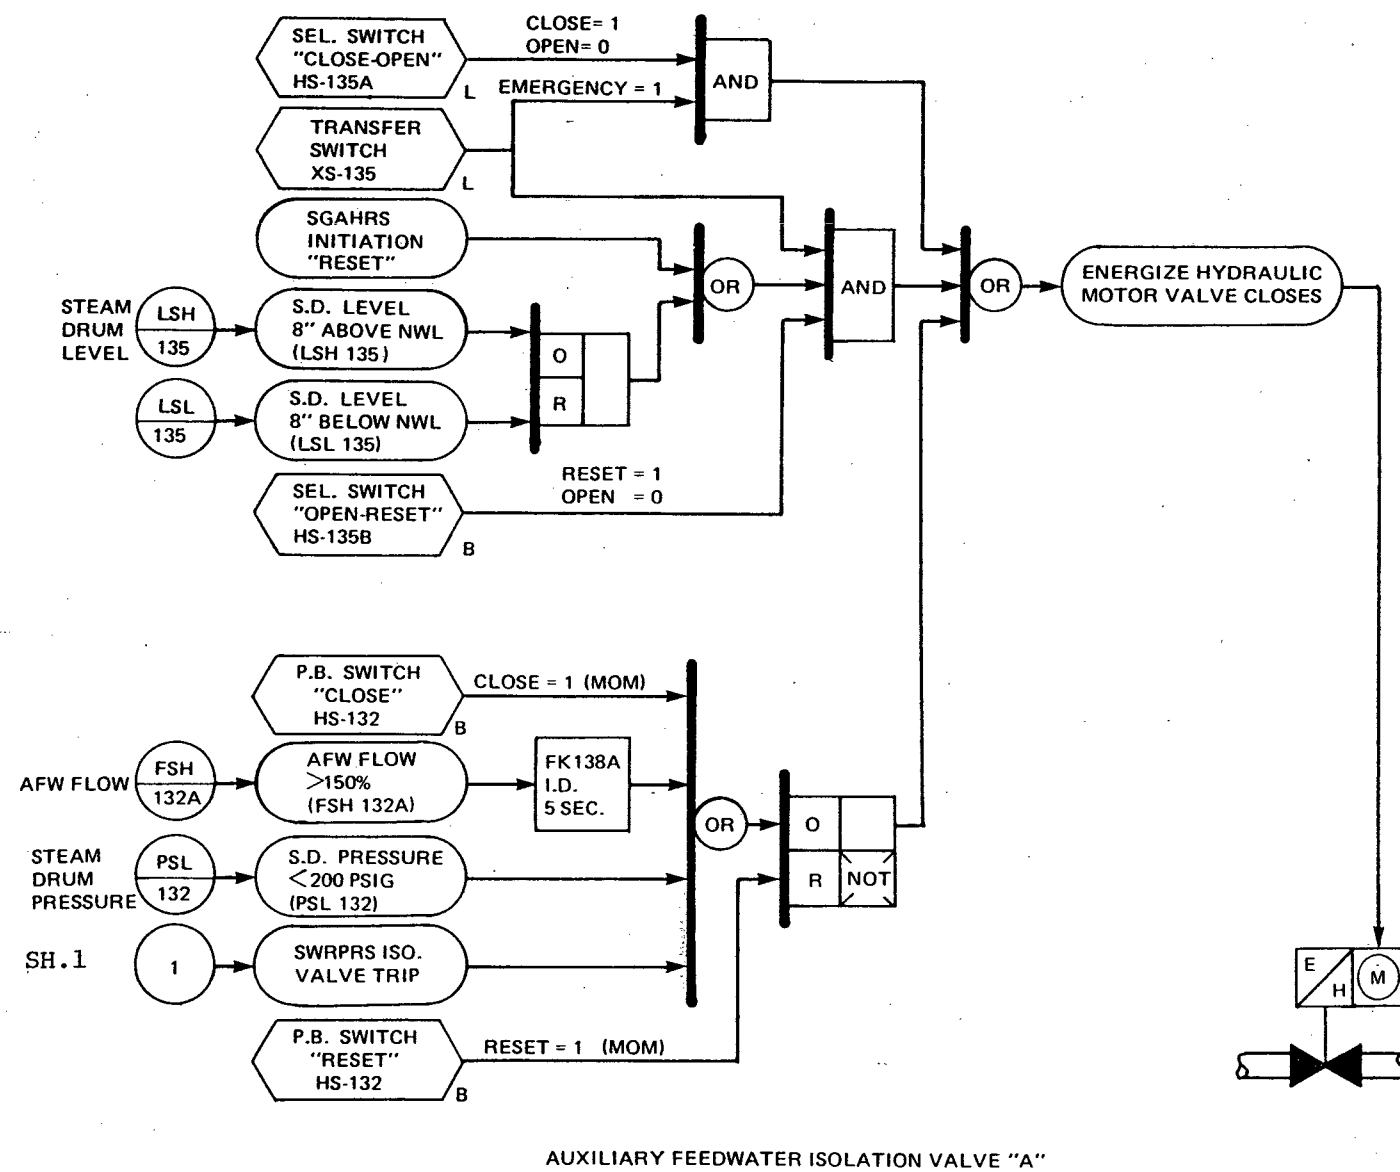 SEL. SWITCH
"CLOSE-OPEN"
HS-135A
L
CLOSE= 1
OPEN= 0
AND
EMERGENCY = 1
TRANSFER
SWITCH
XS-135
L
SGAHRS
INITIATION
"RESET"
OR
AND
OR
ENERGIZE HYDRAULIC
MOTOR VALVE CLOSES
STEAM
DRUM
LEVEL
LSH
135
S.D. LEVEL
8" ABOVE NWL
(LSH 135)
O
R
LSL
135
S.D. LEVEL
8" BELOW NWL
(LSL 135)
SEL. SWITCH
"OPEN-RESET"
HS-135B
B
RESET = 1
OPEN = 0
P.B. SWITCH
"CLOSE"
HS-132
B
CLOSE = 1 (MOM)
AFW FLOW
FSH
132A
AFW FLOW
>150%
(FSH 132A)
FK138A
I.D.
5 SEC.
OR
O
R
NOT
STEAM
DRUM
PRESSURE
PSL
132
S.D. PRESSURE
<200 PSIG
(PSL 132)
SH.1
1
SWRPRS ISO.
VALVE TRIP
P.B. SWITCH
"RESET"
HS-132
B
RESET = 1 (MOM)
E
H
M
AUXILIARY FEEDWATER ISOLATION VALVE "A"